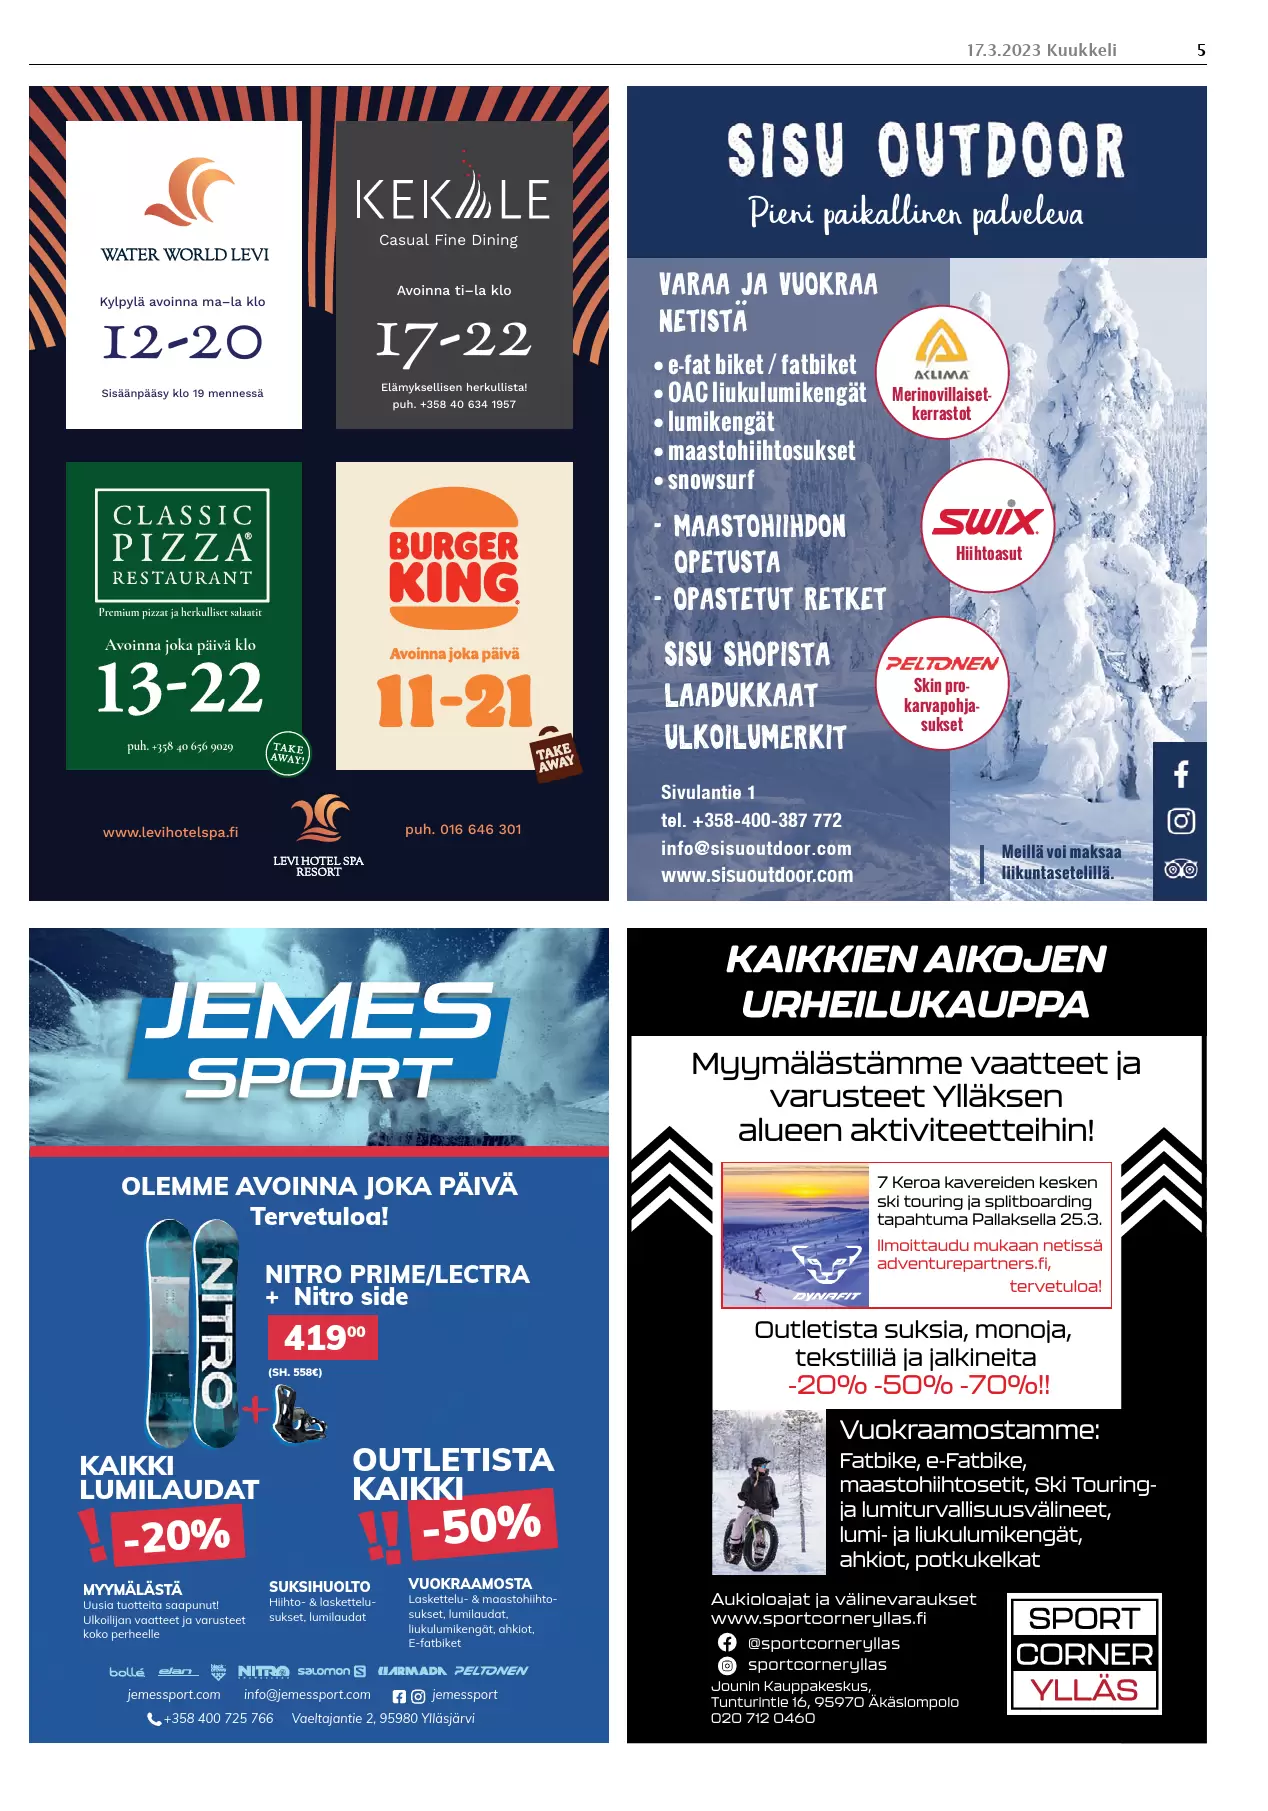 17.3.2023 Kuukkeli 5
WATER WORLD LEVI
Kylpylä avoinna ma–la klo
12-20
Sisäänpääsy klo 19 mennessä
KEKÄLE
Casual Fine Dining
Avoinna ti–la klo
17-22
Elämyksellisen herkullista!
puh. +358 40 634 1957
CLASSIC
PIZZA®
RESTAURANT
Premium pizzat ja herkulliset salaatit
Avoinna joka päivä klo
13-22
puh. +358 40 656 9029
TAKE
AWAY!
BURGER
KING®
Avoinna joka päivä
11-21
TAKE
AWAY
www.levihotelspa.fi
LEVI HOTEL SPA
RESORT
puh. 016 646 301
SISU OUTDOOR
Pieni paikallinen palveleva
VARAA JA VUOKRAA
NETISTÄ
• e-fat biket / fatbiket
• OAC liukulumikengät
• lumikengät
• maastohiihtosukset
• snowsurf
- MAASTOHIIHDON
OPETUSTA
- OPASTETUT RETKET
SISU SHOPISTA
LAADUKKAAT
ULKOILUMERKIT
ACLIMA
Merinovillaiset-
kerrastot
SWIX
Hiihtoasut
PELTONEN
Skin pro-
karvapohja-
sukset
Sivulantie 1
tel. +358-400-387 772
info@sisuoutdoor.com
www.sisuoutdoor.com
Meillä voi maksaa
liikuntasetelillä.
JEMES
SPORT
OLEMME AVOINNA JOKA PÄIVÄ
Tervetuloa!
NITRO
NITRO PRIME/LECTRA
+ Nitro side
419⁰⁰
(SH. 558€)
+
KAIKKI
LUMILAUDAT
! -20%
OUTLETISTA
KAIKKI
!! -50%
MYYMÄLÄSTÄ
Uusia tuotteita saapunut!
Ulkoilijan vaatteet ja varusteet
koko perheelle
SUKSIHUOLTO
Hiihto- & laskettelu-
sukset, lumilaudat
VUOKRAAMOSTA
Laskettelu- & maastohiihto-
sukset, lumilaudat,
liukulumikengät, ahkiot,
E-fatbiket
bollé elan NITRO salomon S ARMADA PELTONEN
jemessport.com info@jemessport.com jemessport
+358 400 725 766 Vaeltajantie 2, 95980 Ylläsjärvi
KAIKKIEN AIKOJEN
URHEILUKAUPPA
Myymälästämme vaatteet ja
varusteet Ylläksen
alueen aktiviteetteihin!
DYNAFIT
7 Keroa kavereiden kesken
ski touring ja splitboarding
tapahtuma Pallaksella 25.3.
Ilmoittaudu mukaan netissä
adventurepartners.fi,
tervetuloa!
Outletista suksia, monoja,
tekstiiliä ja jalkineita
-20% -50% -70%!!
Vuokraamostamme:
Fatbike, e-Fatbike,
maastohiihtosetit, Ski Touring-
ja lumiturvallisuusvälineet,
lumi- ja liukulumikengät,
ahkiot, potkukelkat
Aukioloajat ja välinevaraukset
www.sportcorneryllas.fi
@sportcorneryllas
sportcorneryllas
Jounin Kauppakeskus,
Tunturintie 16, 95970 Äkäslompolo
020 712 0460
SPORT
CORNER
YLLÄS